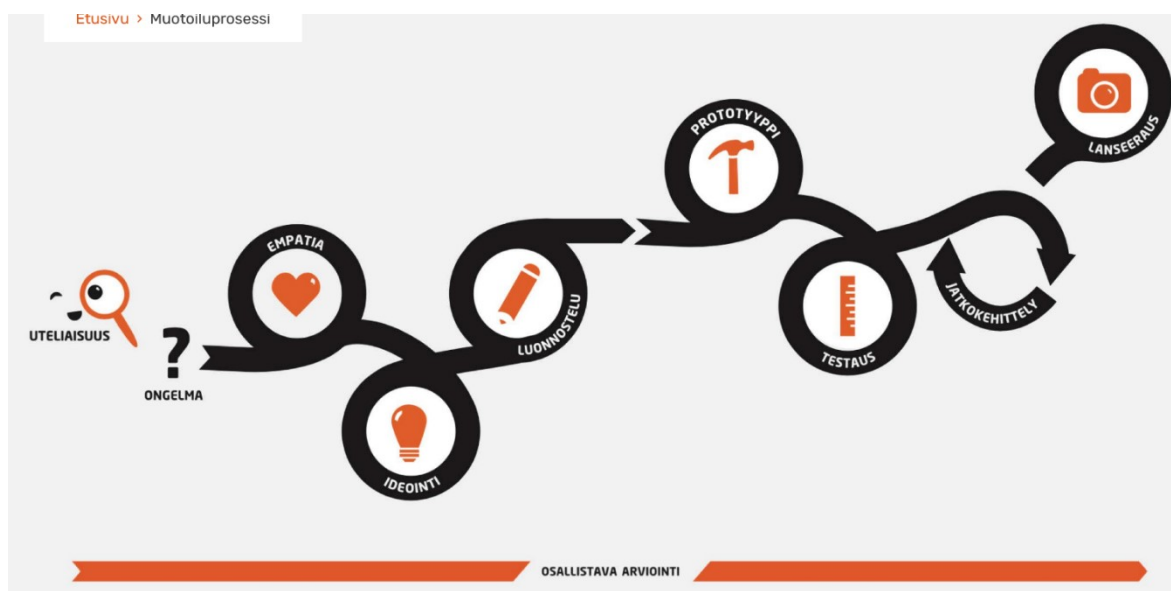 Etusivu > Muotoiluprosessi
UTELIAISUUS
ONGELMA
EMPATIA
IDEOINTI
LUONNOSTELU
PROTOTYYPPI
TESTAUS
JATKOKEHITTELY
LANSEERAUS
OSALLISTAVA ARVIOINTI